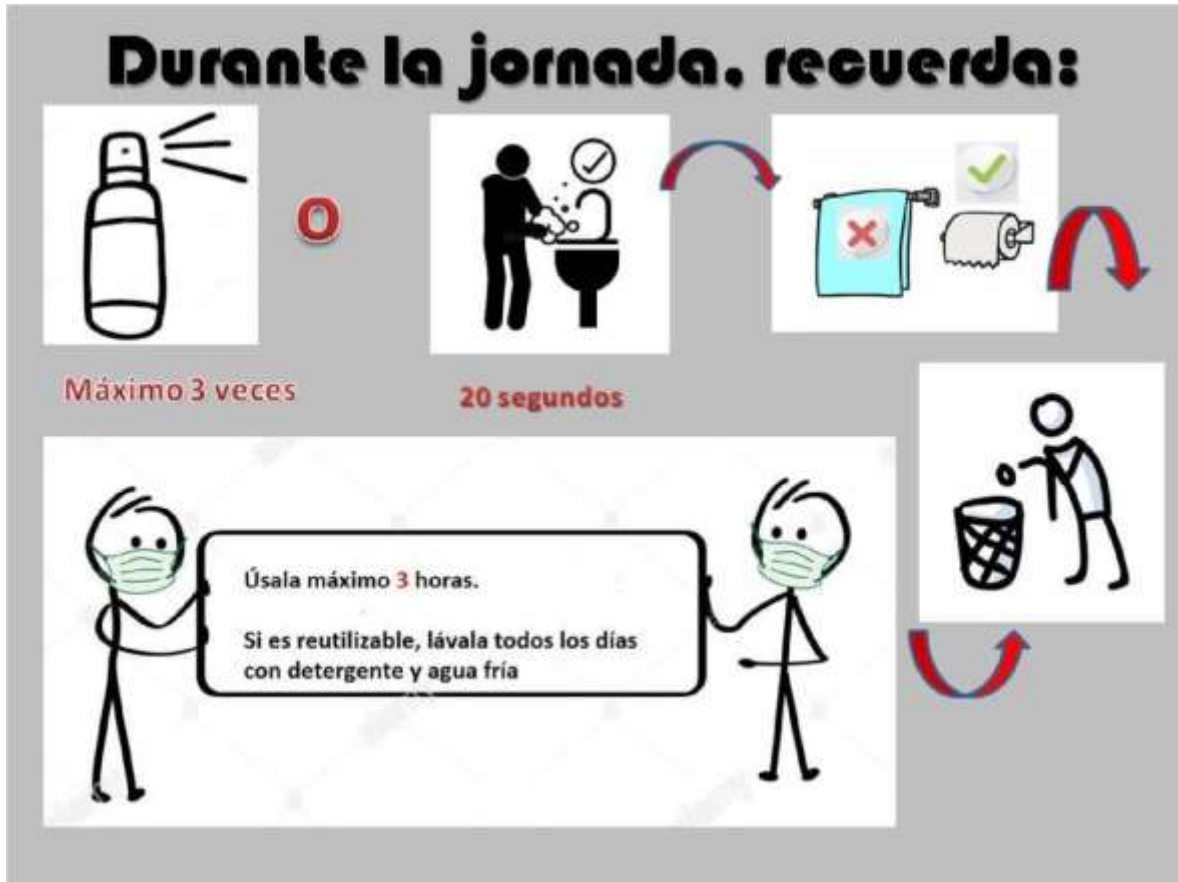 Durante la jornada, recuerda:
O
Máximo 3 veces
20 segundos
Úsala máximo 3 horas.
Si es reutilizable, lávala todos los días
con detergente y agua fría